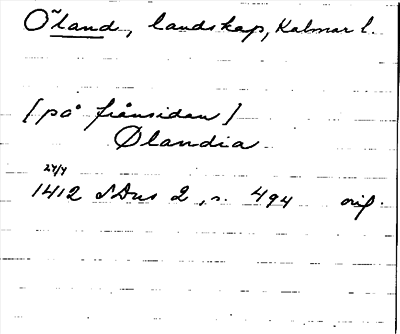 Öland, landskap, Kalmar l.
[på frånsidan]
Ølandia
24/4
1412 SDns 2, s. 494 orig.